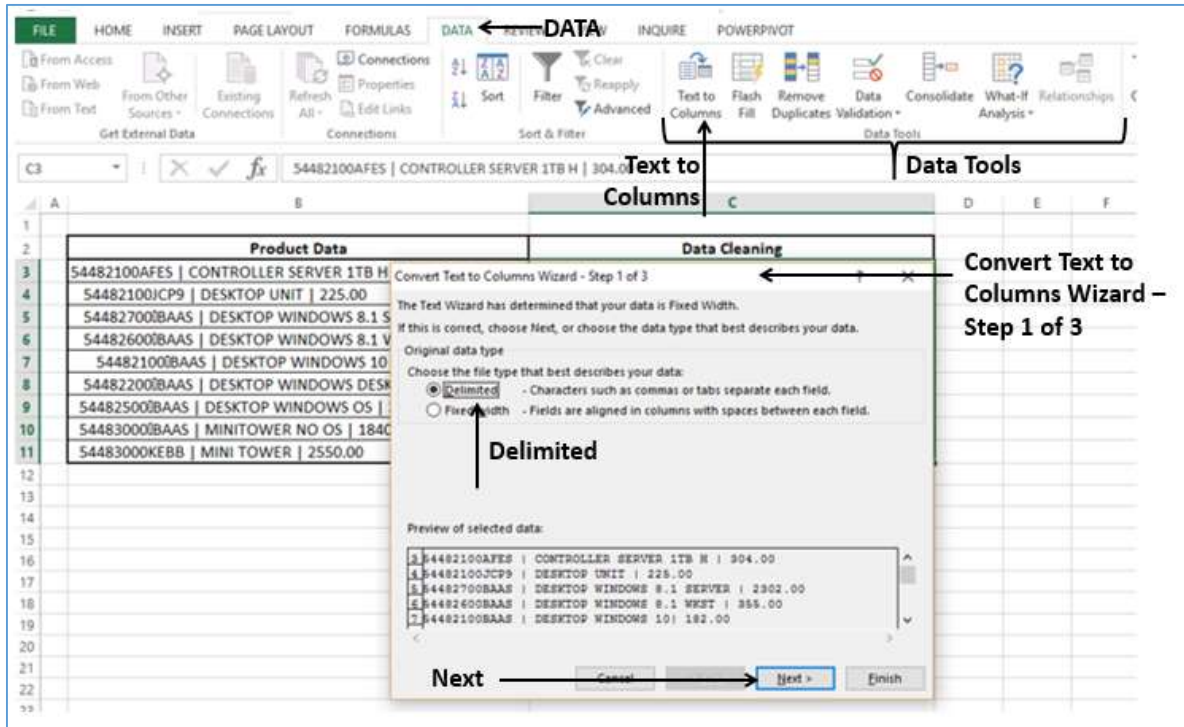 FILE HOME INSERT PAGE LAYOUT FORMULAS DATA DATA INQUIRE POWERPIVOT
From Access
From Web
From Text
From Other Sources
Existing Connections
Get External Data
Refresh All
Connections
Properties
Edit Links
Connections
Sort
Filter
Clear
Reapply
Advanced
Sort & Filter
Text to Columns
Flash Fill
Remove Duplicates
Data Validation
Consolidate
What-If Analysis
Relationships
Data Tools
Text to Columns
Data Tools
C3 fx 54482100AFES | CONTROLLER SERVER 1TB H | 304.00
A B C D E F
1
2 Product Data Data Cleaning
3 54482100AFES | CONTROLLER SERVER 1TB H
4 54482100JCP9 | DESKTOP UNIT | 225.00
5 54482700BAAS | DESKTOP WINDOWS 8.1 S
6 54482600BAAS | DESKTOP WINDOWS 8.1 W
7 54482100BAAS | DESKTOP WINDOWS 10
8 54482200BAAS | DESKTOP WINDOWS DESK
9 54482500BAAS | DESKTOP WINDOWS OS |
10 54483000BAAS | MINITOWER NO OS | 1840
11 54483000KEBB | MINI TOWER | 2550.00
12
13
14
15
16
17
18
19
20
21
22
Convert Text to Columns Wizard - Step 1 of 3 ? ×
Convert Text to
Columns Wizard –
Step 1 of 3
The Text Wizard has determined that your data is Fixed Width.
If this is correct, choose Next, or choose the data type that best describes your data.
Original data type
Choose the file type that best describes your data:
Delimited - Characters such as commas or tabs separate each field.
Fixed width - Fields are aligned in columns with spaces between each field.
Delimited
Preview of selected data:
3 54482100AFES | CONTROLLER SERVER 1TB H | 304.00
4 54482100JCP9 | DESKTOP UNIT | 225.00
5 54482700BAAS | DESKTOP WINDOWS 8.1 SERVER | 2302.00
6 54482600BAAS | DESKTOP WINDOWS 8.1 WKST | 355.00
7 54482100BAAS | DESKTOP WINDOWS 10| 182.00
Next Cancel Next > Finish